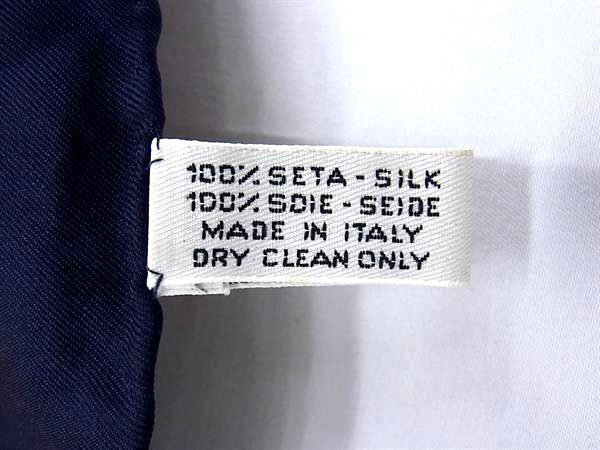 100% SETA - SILK
100% SOIE - SEIDE
MADE IN ITALY
DRY CLEAN ONLY